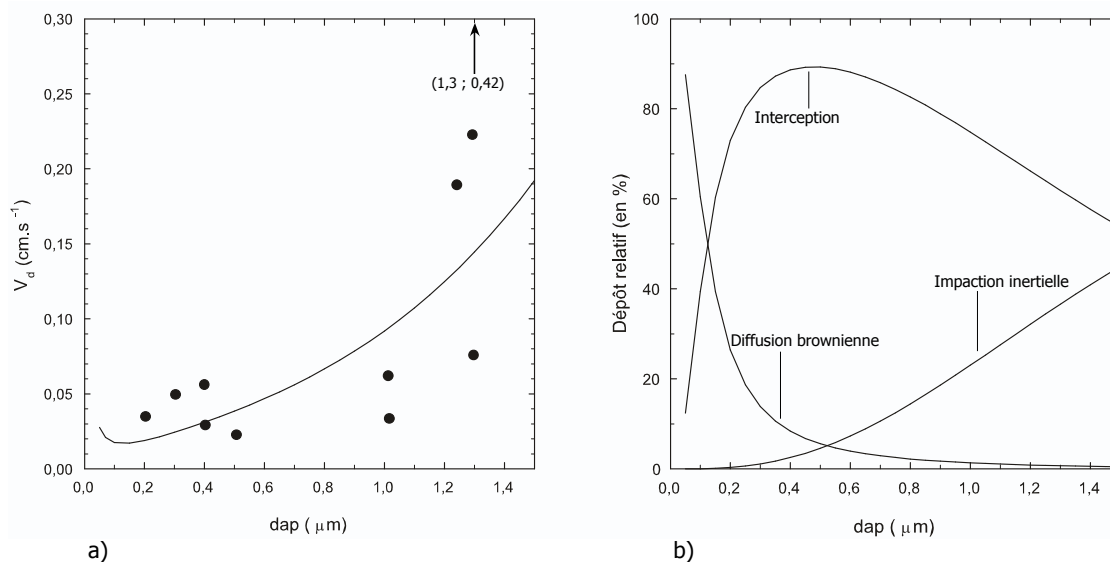 0,30
0,25
0,20
0,15
0,10
0,05
0,00
V d (cm.s -1)
(1,3 ; 0,42)
0,0 0,2 0,4 0,6 0,8 1,0 1,2 1,4
dap ( μm)
a)
100
80
60
40
20
0
Dépôt relatif (en %)
Interception
Impaction inertielle
Diffusion brownienne
0,0 0,2 0,4 0,6 0,8 1,0 1,2 1,4
dap ( μm)
b)